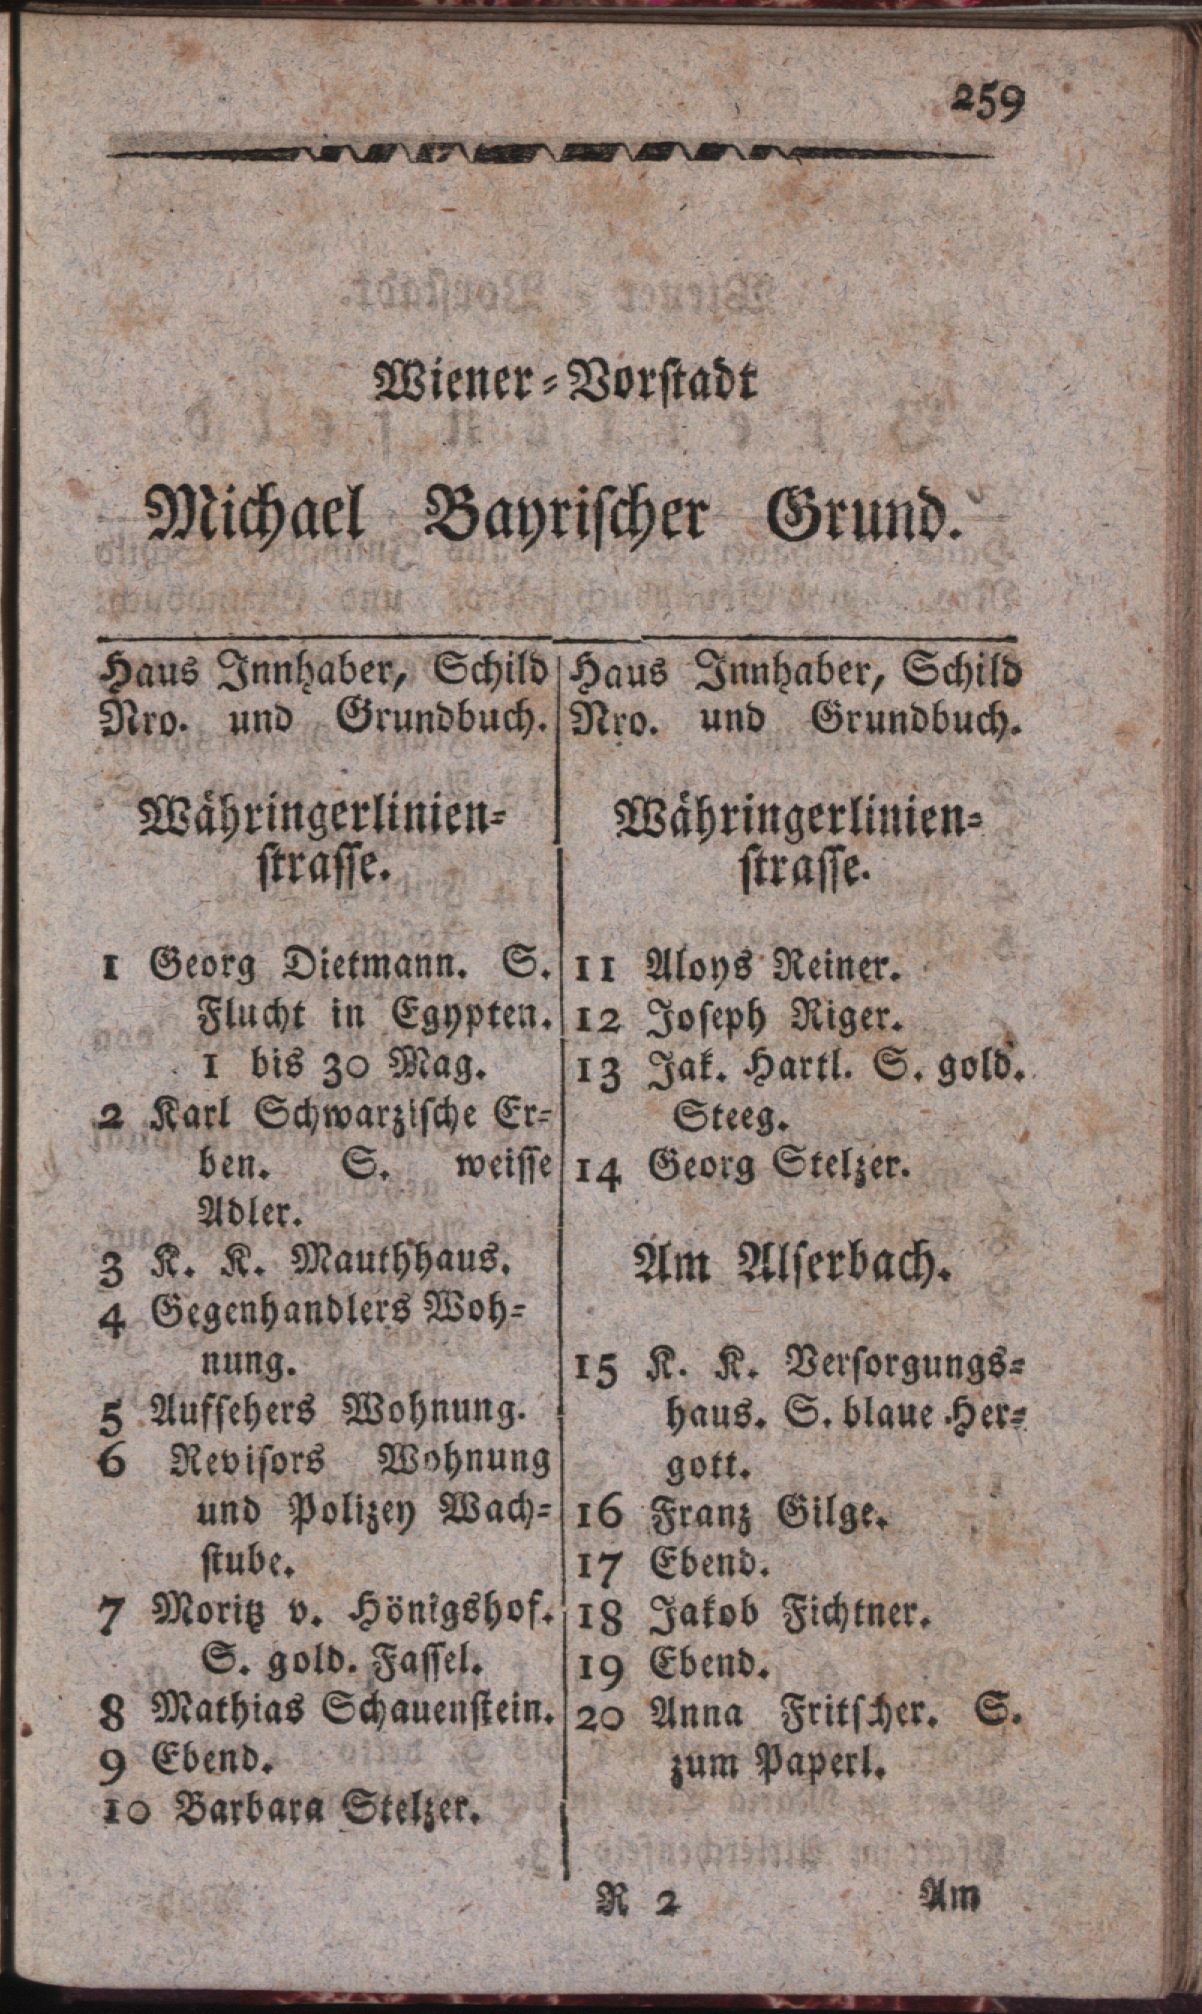 259
Wiener-Vorstadt
Michael Bayrischer Grund.
Haus Innhaber, Schild
Nro. und Grundbuch.
Währingerlinien-
strasse.
1 Georg Dietmann. S.
Flucht in Egypten.
1 bis 30 Mag.
2 Karl Schwarzische Er-
ben. S. weisse
Adler.
3 K. K. Mauthhaus.
4 Gegenhandlers Woh-
nung.
5 Aufsehers Wohnung.
6 Revisors Wohnung
und Polizey Wach-
stube.
7 Moritz v. Hönigshof.
S. gold. Fassel.
8 Mathias Schauenstein.
9 Ebend.
10 Barbara Stelzer.
Haus Innhaber, Schild
Nro. und Grundbuch.
Währingerlinien-
strasse.
11 Aloys Reiner.
12 Joseph Riger.
13 Jak. Hartl. S. gold.
Steeg.
14 Georg Stelzer.
Am Alserbach.
15 K. K. Versorgungs-
haus. S. blaue Her-
gott.
16 Franz Gilge.
17 Ebend.
18 Jakob Fichtner.
19 Ebend.
20 Anna Fritscher. S.
zum Paperl.
R 2 Am